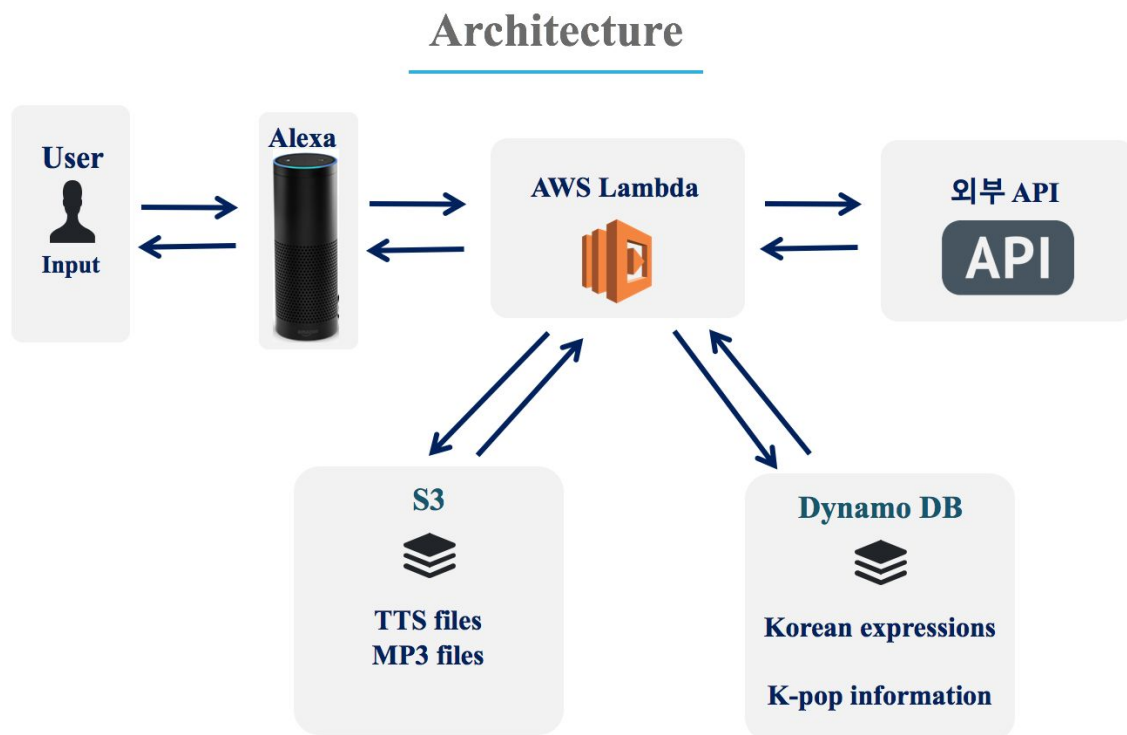 Architecture
User
Input
Alexa
AWS Lambda
외부 API
API
S3
TTS files
MP3 files
Dynamo DB
Korean expressions
K-pop information